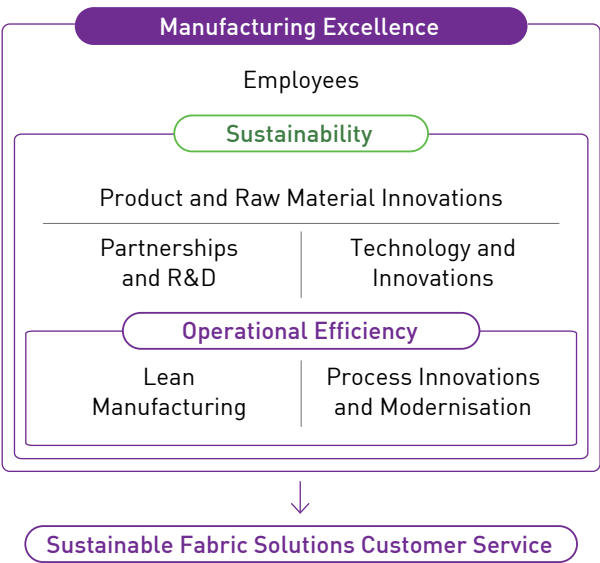 Manufacturing Excellence
Employees
Sustainability
Product and Raw Material Innovations
Partnerships
and R&D
Technology and
Innovations
Operational Efficiency
Lean
Manufacturing
Process Innovations
and Modernisation
Sustainable Fabric Solutions Customer Service